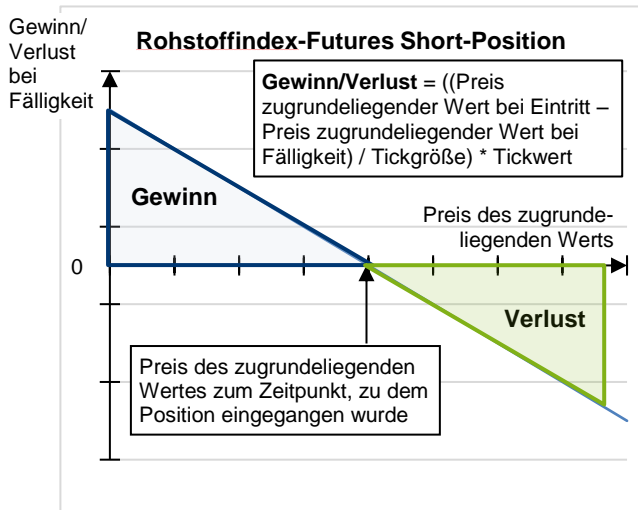 Gewinn/
Verlust
bei
Fälligkeit
Rohstoffindex-Futures Short-Position
Gewinn/Verlust = ((Preis
zugrundeliegender Wert bei Eintritt –
Preis zugrundeliegender Wert bei
Fälligkeit) / Tickgröße) * Tickwert
Gewinn
Preis des zugrunde-
liegenden Werts
0
Verlust
Preis des zugrundeliegenden
Wertes zum Zeitpunkt, zu dem
Position eingegangen wurde